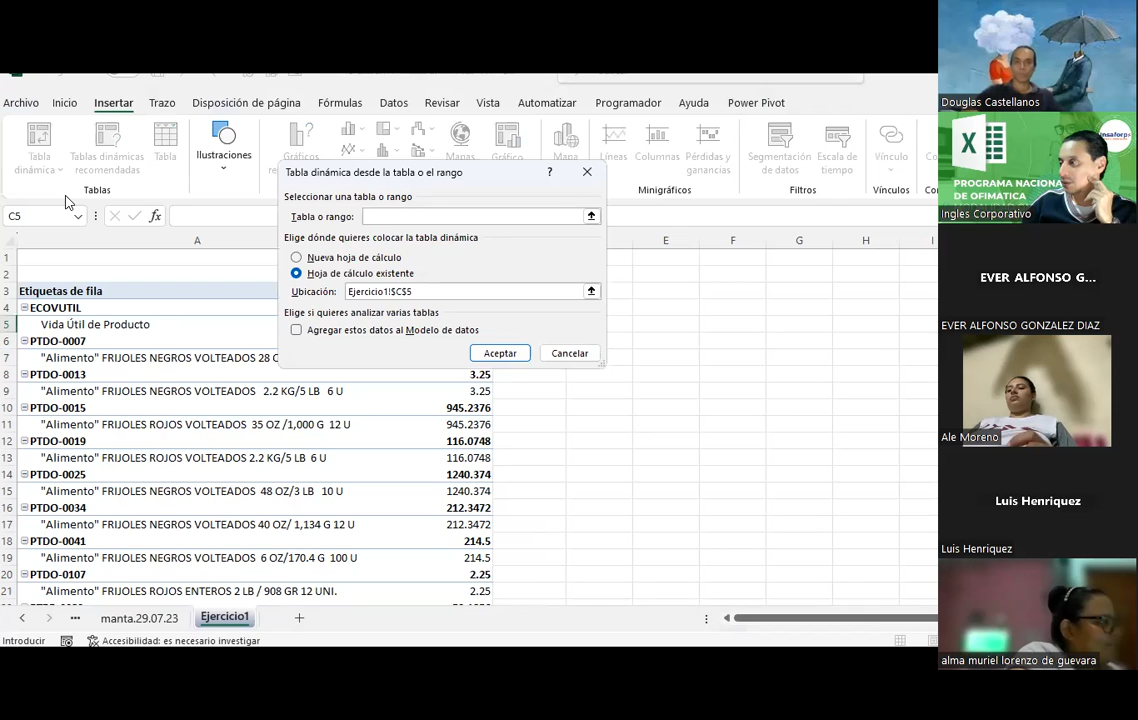 Archivo Inicio Insertar Trazo Disposición de página Fórmulas Datos Revisar Vista Automatizar Programador Ayuda Power Pivot
Tabla dinámica
Tablas dinámicas recomendadas
Tabla
Ilustraciones
Gráficos
Mapas
Gráfico
Mapa
Líneas
Columnas
Pérdidas y ganancias
Segmentación de datos
Escala de tiempo
Vínculo
Tablas
Minigráficos
Filtros
Vínculos
C5
fx
Tabla dinámica desde la tabla o el rango
?
Seleccionar una tabla o rango
Tabla o rango:
Elige dónde quieres colocar la tabla dinámica
Nueva hoja de cálculo
Hoja de cálculo existente
Ubicación: Ejercicio1!$C$5
Elige si quieres analizar varias tablas
Agregar estos datos al Modelo de datos
Aceptar Cancelar
A E F G H I
1
2
3 Etiquetas de fila
4 ECOVUTIL
5 Vida Útil de Producto
6 PTDO-0007
7 "Alimento" FRIJOLES NEGROS VOLTEADOS 28
8 PTDO-0013 3.25
9 "Alimento" FRIJOLES NEGROS VOLTEADOS 2.2 KG/5 LB 6 U 3.25
10 PTDO-0015 945.2376
11 "Alimento" FRIJOLES ROJOS VOLTEADOS 35 OZ /1,000 G 12 U 945.2376
12 PTDO-0019 116.0748
13 "Alimento" FRIJOLES ROJOS VOLTEADOS 2.2 KG/5 LB 6 U 116.0748
14 PTDO-0025 1240.374
15 "Alimento" FRIJOLES NEGROS VOLTEADOS 48 OZ/3 LB 10 U 1240.374
16 PTDO-0034 212.3472
17 "Alimento" FRIJOLES NEGROS VOLTEADOS 40 OZ/ 1,134 G 12 U 212.3472
18 PTDO-0041 214.5
19 "Alimento" FRIJOLES NEGROS VOLTEADOS 6 OZ/170.4 G 100 U 214.5
20 PTDO-0107 2.25
21 "Alimento" FRIJOLES ROJOS ENTEROS 2 LB / 908 GR 12 UNI. 2.25
manta.29.07.23 Ejercicio1
Introducir Accesibilidad: es necesario investigar
Douglas Castellanos
X
insaforp
PROGRAMA NACIONA
DE OFIMÁTICA
Ingles Corporativo
EVER ALFONSO G...
EVER ALFONSO GONZALEZ DIAZ
Ale Moreno
Luis Henriquez
Luis Henriquez
alma muriel lorenzo de guevara